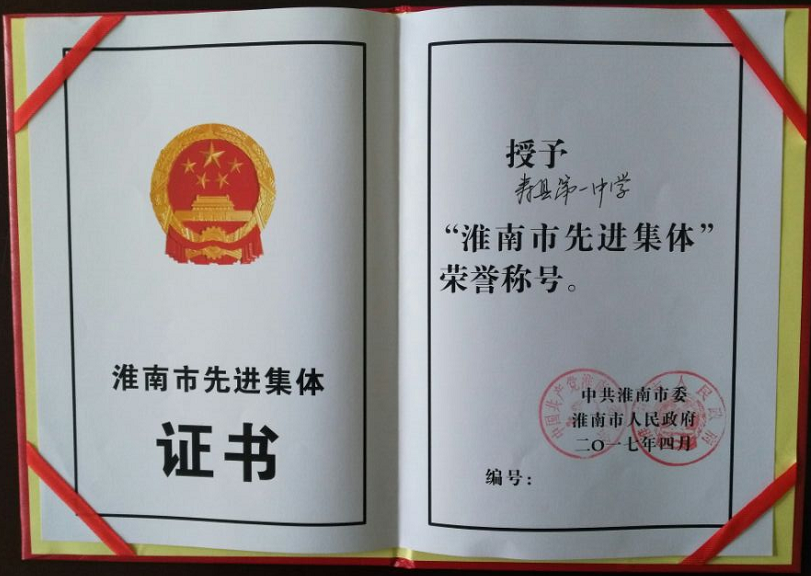 淮南市先进集体
证书
授予
寿县第一中学
“淮南市先进集体”
荣誉称号。
中共淮南市委
淮南市人民政府
二〇一七年四月
编号：